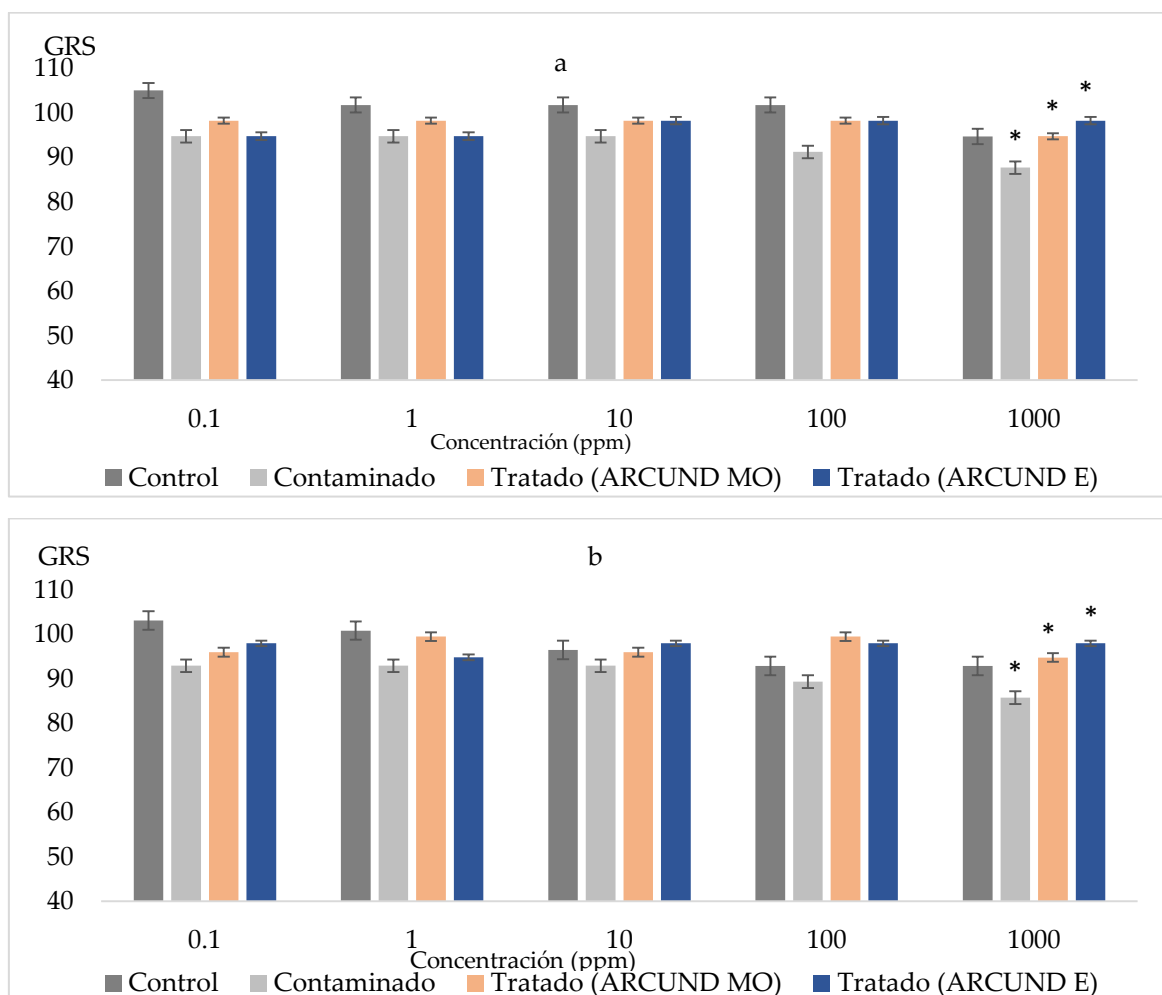 GRS
a
110
100
90
80
70
60
50
40
* * *
0.1 1 10 100 1000
Concentración (ppm)
Control Contaminado Tratado (ARCUND MO) Tratado (ARCUND E)
GRS
b
110
100
90
80
70
60
50
40
* * *
0.1 1 10 100 1000
Concentración (ppm)
Control Contaminado Tratado (ARCUND MO) Tratado (ARCUND E)